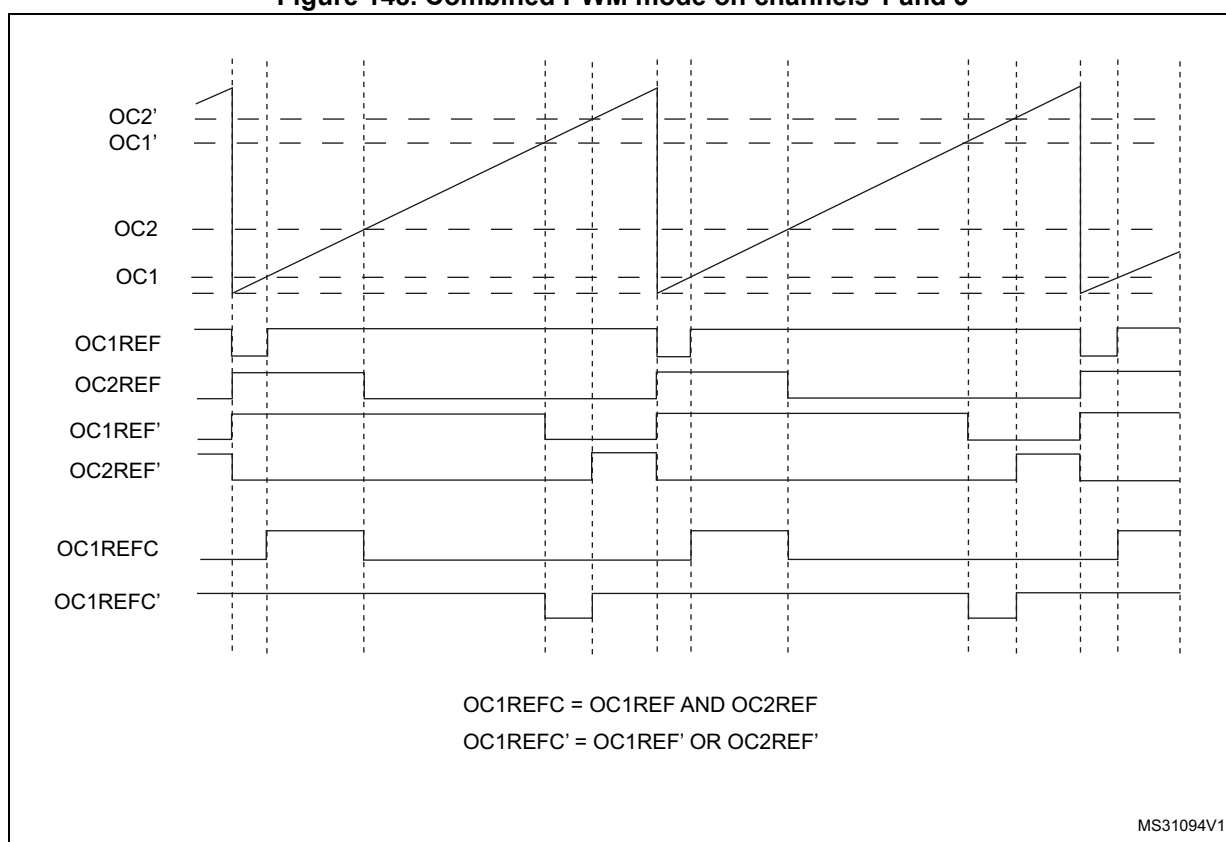 OC2’
OC1’
OC2
OC1
OC1REF
OC2REF
OC1REF’
OC2REF’
OC1REFC
OC1REFC’
OC1REFC = OC1REF AND OC2REF
OC1REFC’ = OC1REF’ OR OC2REF’
MS31094V1